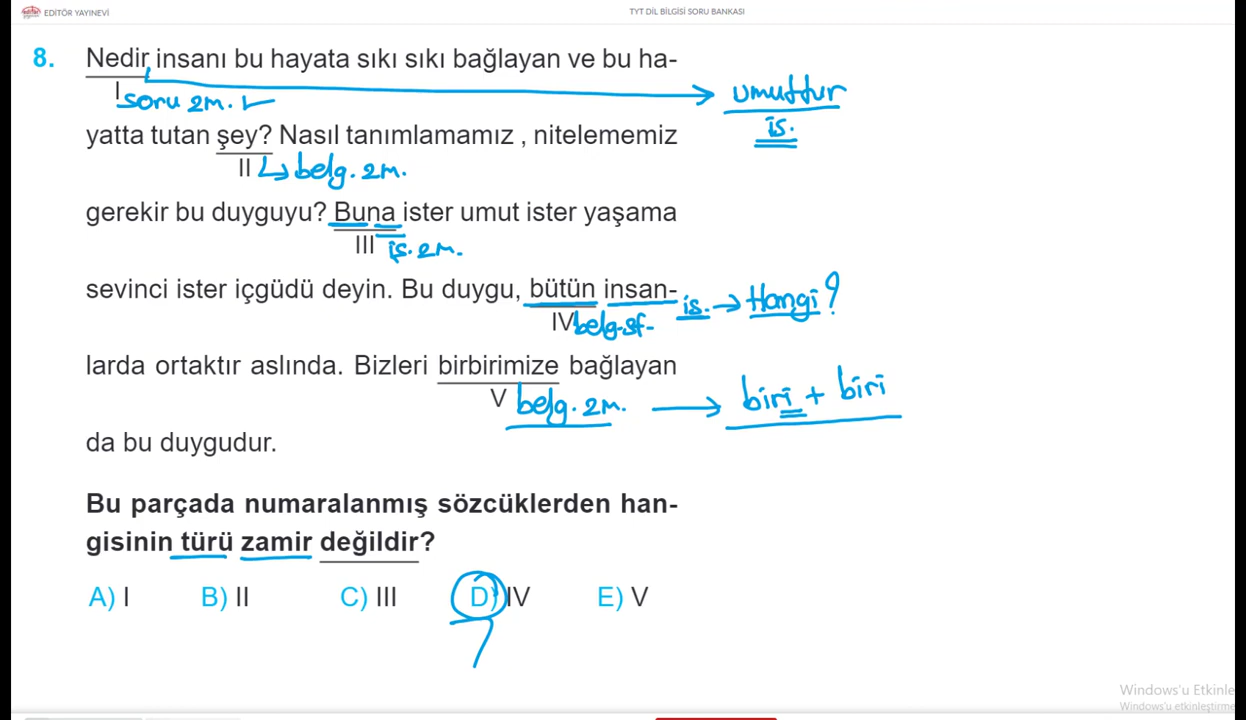 EDİTÖR YAYINEVİ
TYT DİL BİLGİSİ SORU BANKASI
8. Nedir insanı bu hayata sıkı sıkı bağlayan ve bu ha-
umuttur
I soru zm.
is.
yatta tutan şey? Nasıl tanımlamamız , nitelememiz
II belg. zm.
gerekir bu duyguyu? Buna ister umut ister yaşama
III iş. zm.
sevinci ister içgüdü deyin. Bu duygu, bütün insan-
is. → Hangi?
IV belg. sf.
larda ortaktır aslında. Bizleri birbirimize bağlayan
V belg. zm. → biri + biri
da bu duygudur.
Bu parçada numaralanmış sözcüklerden han-
gisinin türü zamir değildir?
A) I B) II C) III D) IV E) V
Windows'u Etkinle
Windows'u etkinleştirme